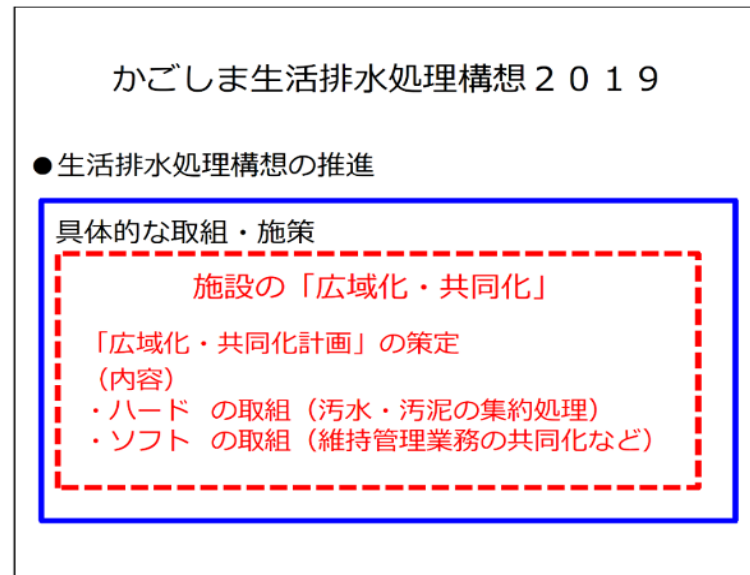 かごしま生活排水処理構想２０１９
●生活排水処理構想の推進
具体的な取組・施策
施設の「広域化・共同化」
「広域化・共同化計画」の策定
（内容）
・ハード の取組（汚水・汚泥の集約処理）
・ソフト の取組（維持管理業務の共同化など）